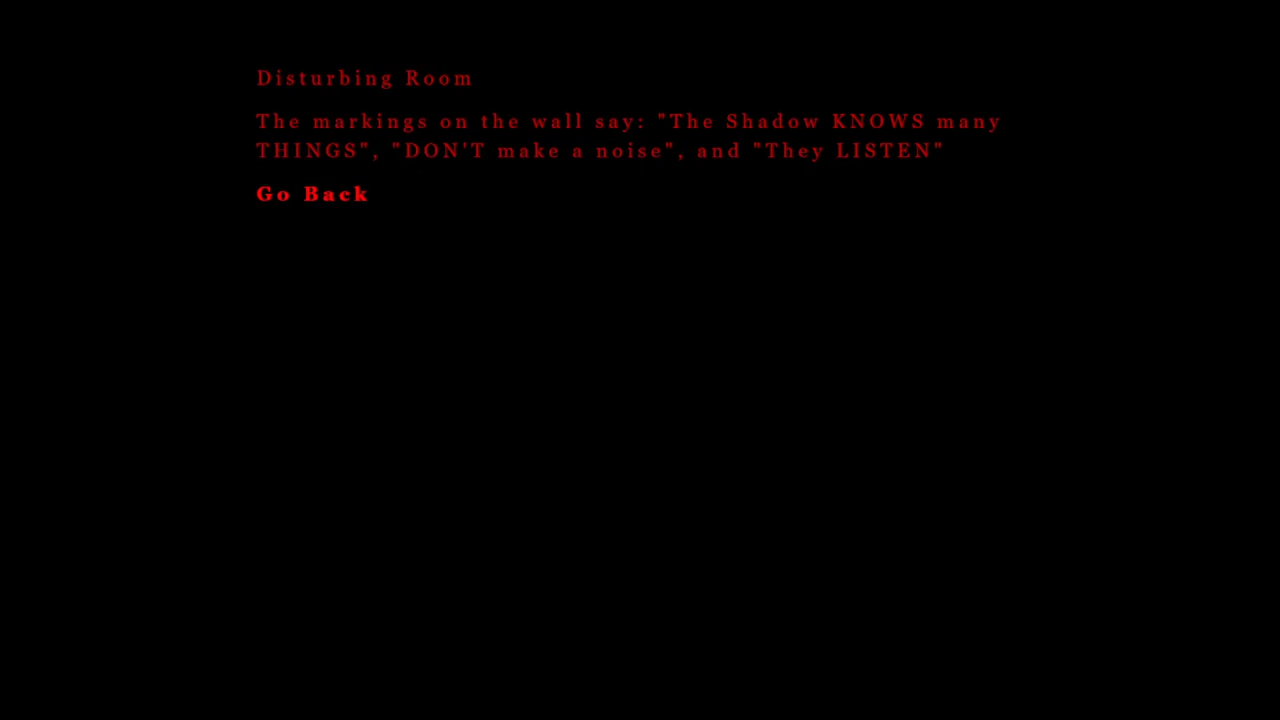 Disturbing Room
The markings on the wall say: "The Shadow KNOWS many
THINGS", "DON'T make a noise", and "They LISTEN"
Go Back